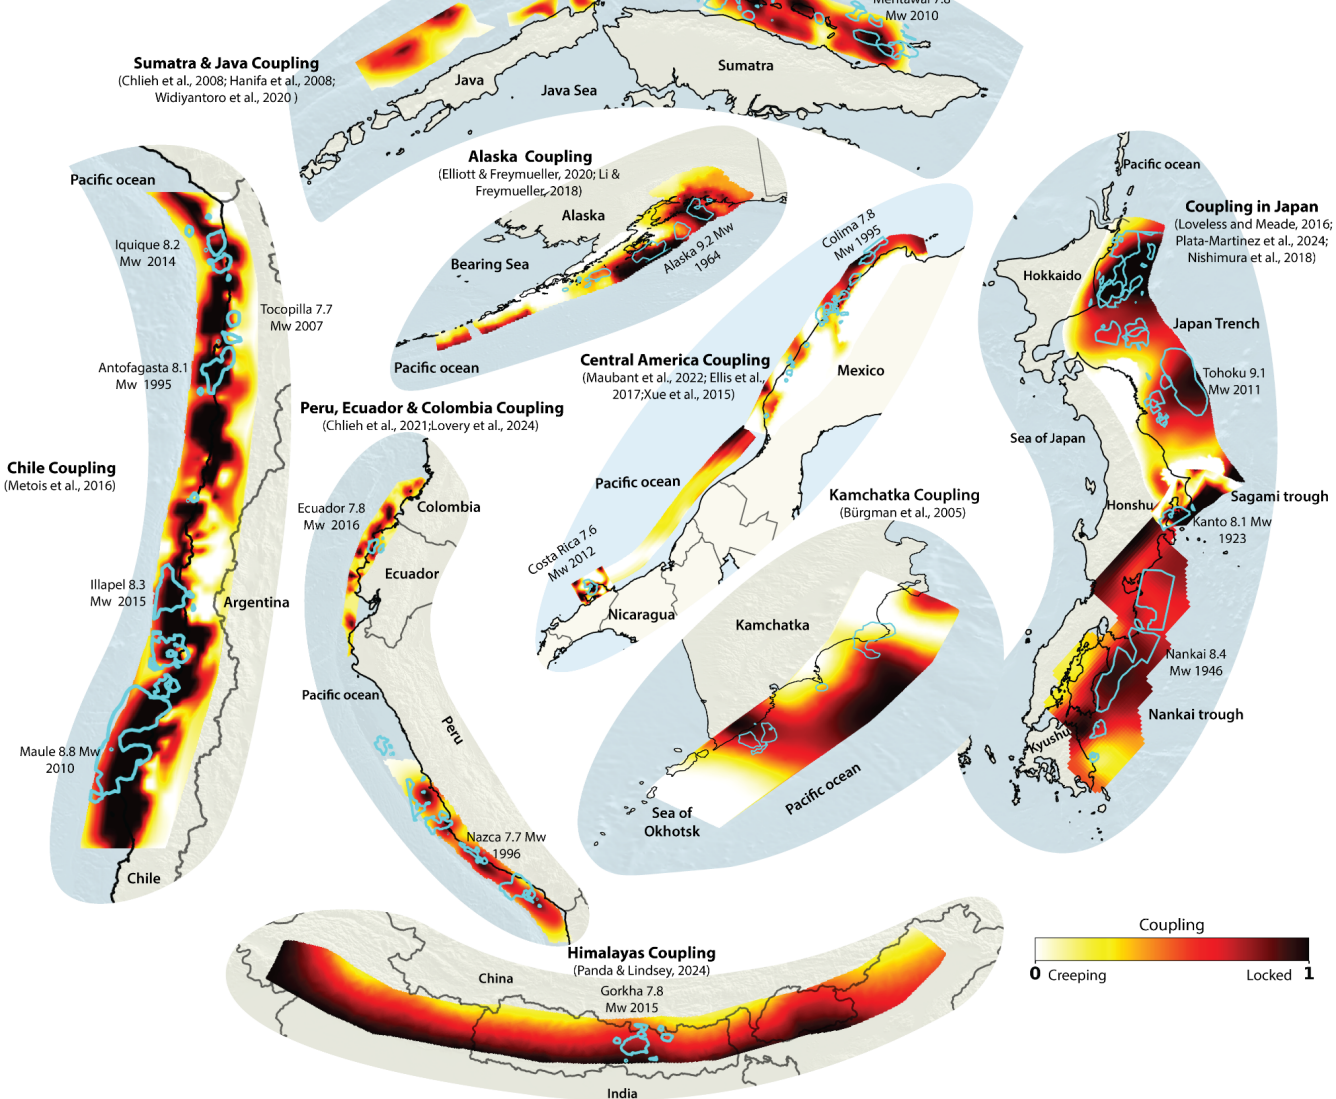 Mentawai 7.8
Mw 2010
Sumatra & Java Coupling
(Chlieh et al., 2008; Hanifa et al., 2008;
Widiyantoro et al., 2020 )
Java
Java Sea
Sumatra
Alaska Coupling
(Elliott & Freymueller, 2020; Li &
Freymueller, 2018)
Alaska
Bering Sea
Alaska 9.2 Mw
1964
Pacific ocean
Pacific ocean
Iquique 8.2
Mw 2014
Tocopilla 7.7
Mw 2007
Antofagasta 8.1
Mw 1995
Chile Coupling
(Metois et al., 2016)
Illapel 8.3
Mw 2015
Argentina
Maule 8.8 Mw
2010
Chile
Colima 7.8
Mw 1995
Central America Coupling
(Maubant et al., 2022; Ellis et al.,
2017;Xue et al., 2015)
Mexico
Pacific ocean
Costa Rica 7.6
Mw 2012
Nicaragua
Peru, Ecuador & Colombia Coupling
(Chlieh et al., 2021;Lovery et al., 2024)
Ecuador 7.8
Mw 2016
Colombia
Ecuador
Pacific ocean
Peru
Nazca 7.7 Mw
1996
Kamchatka Coupling
(Bürgman et al., 2005)
Kamchatka
Pacific ocean
Sea of
Okhotsk
Pacific ocean
Coupling in Japan
(Loveless and Meade, 2016;
Plata-Martinez et al., 2024;
Nishimura et al., 2018)
Hokkaido
Japan Trench
Tohoku 9.1
Mw 2011
Sea of Japan
Sagami trough
Honshu
Kanto 8.1 Mw
1923
Nankai 8.4
Mw 1946
Nankai trough
Kyushu
Himalayas Coupling
(Panda & Lindsey, 2024)
China
Gorkha 7.8
Mw 2015
India
Coupling
0 Creeping Locked 1